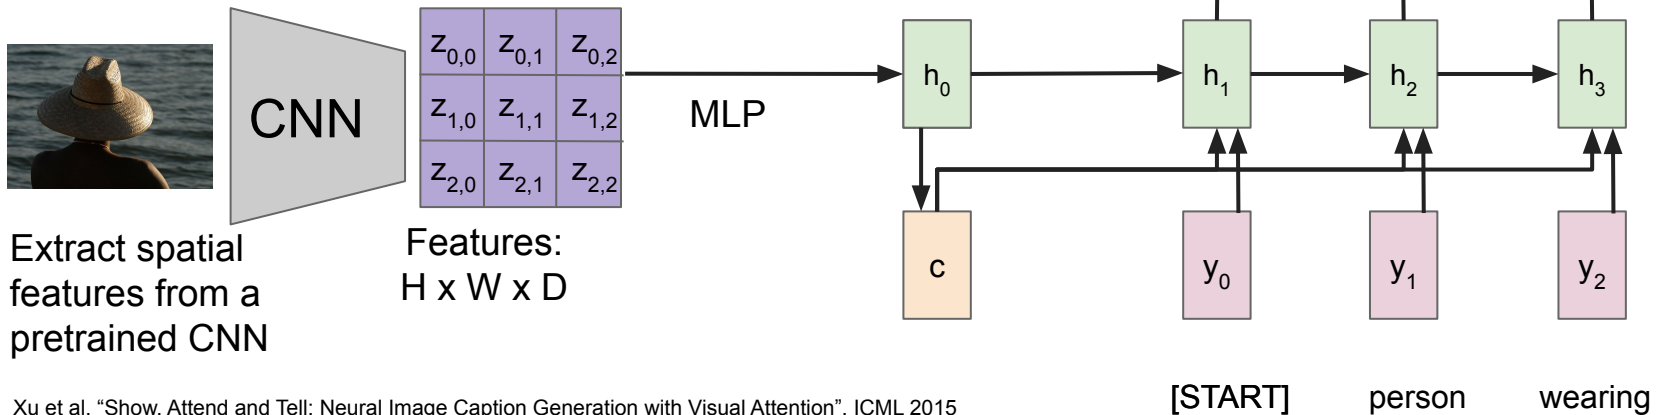 CNN
z0,0 z0,1 z0,2
z1,0 z1,1 z1,2
z2,0 z2,1 z2,2
MLP
h0
h1
h2
h3
c
y0
y1
y2
Extract spatial
features from a
pretrained CNN
Features:
H x W x D
[START]
person
wearing
Xu et al, “Show, Attend and Tell: Neural Image Caption Generation with Visual Attention”, ICML 2015